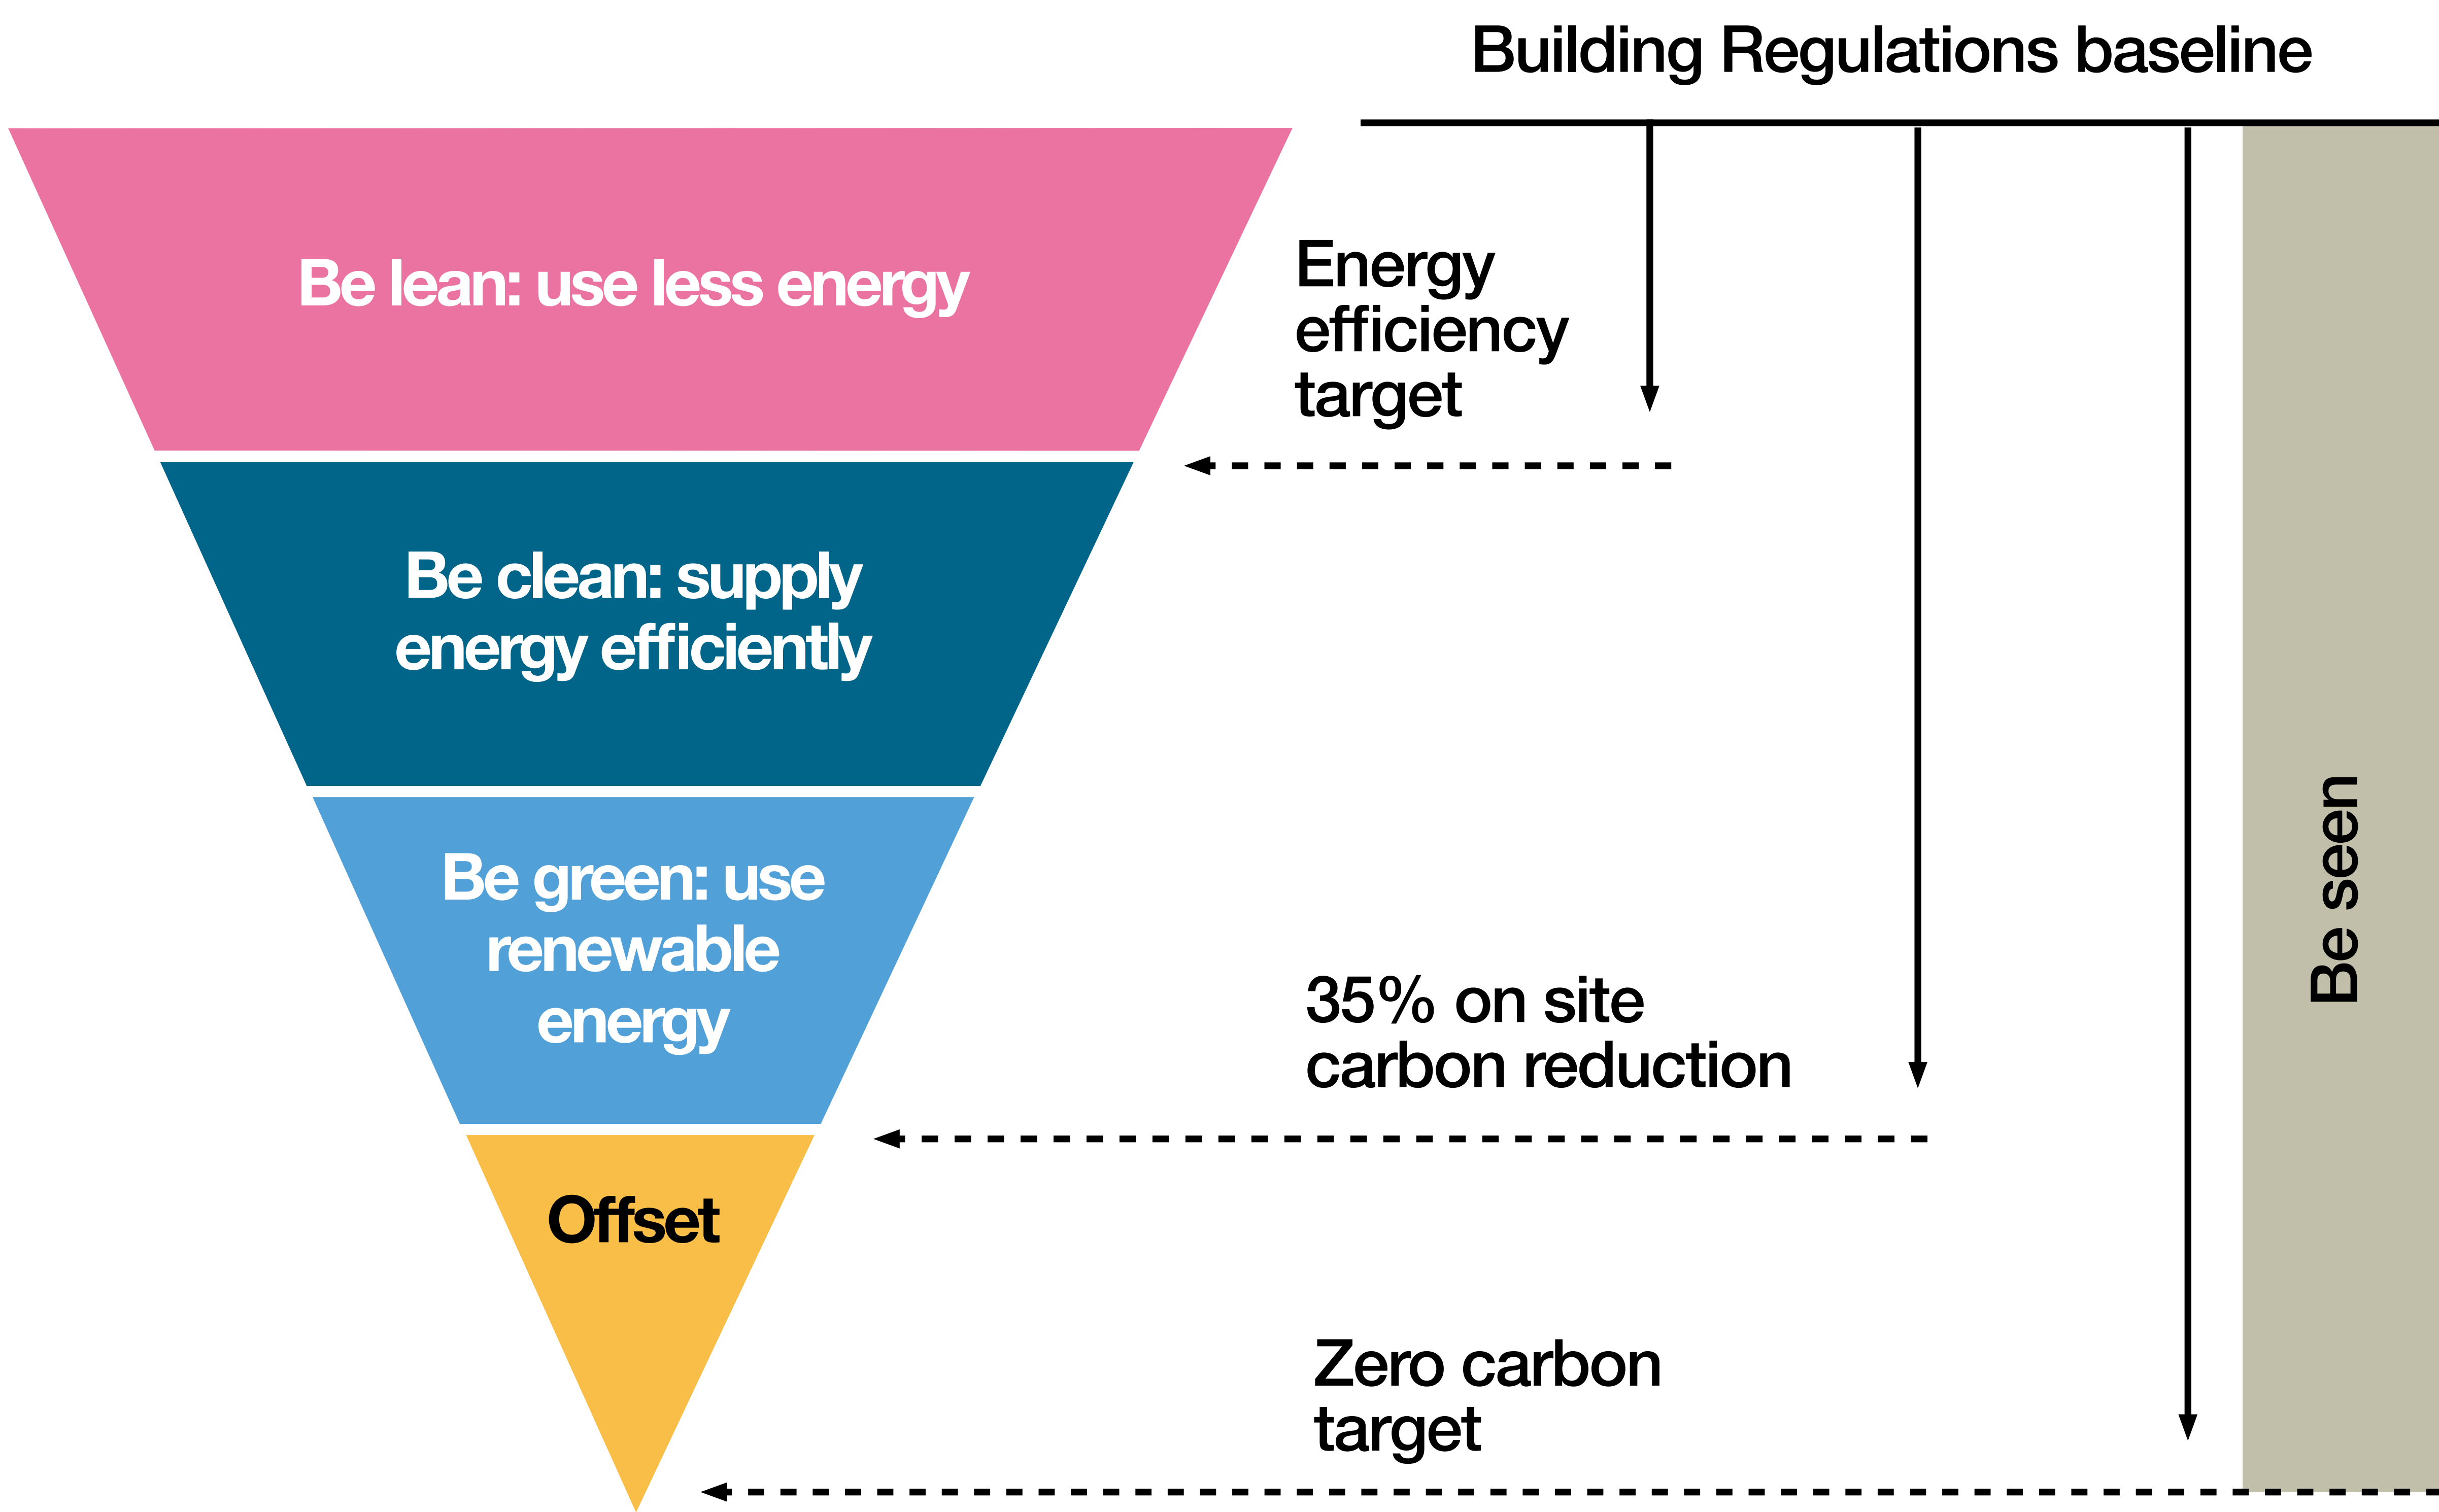 Building Regulations baseline
Be lean: use less energy
Energy
efficiency
target
Be clean: supply
energy efficiently
Be green: use
renewable
energy
35% on site
carbon reduction
Offset
Zero carbon
target
Be seen